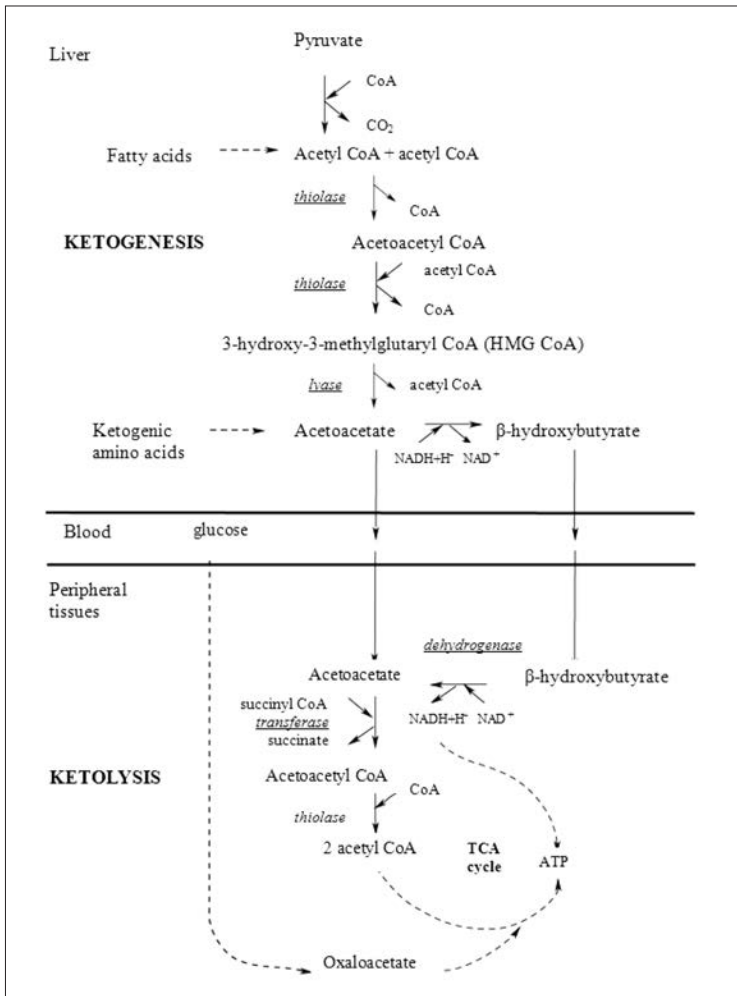 Liver
Pyruvate
CoA
CO₂
Fatty acids
Acetyl CoA + acetyl CoA
thiolase
CoA
KETOGENESIS
Acetoacetyl CoA
acetyl CoA
thiolase
CoA
3-hydroxy-3-methylglutaryl CoA (HMG CoA)
lyase
acetyl CoA
Ketogenic
amino acids
Acetoacetate
β-hydroxybutyrate
NADH+H⁻ NAD⁺
Blood
glucose
Peripheral
tissues
dehydrogenase
Acetoacetate
β-hydroxybutyrate
succinyl CoA
transferase
succinate
NADH+H⁻ NAD⁺
KETOLYSIS
Acetoacetyl CoA
CoA
thiolase
2 acetyl CoA
TCA
cycle
ATP
Oxaloacetate